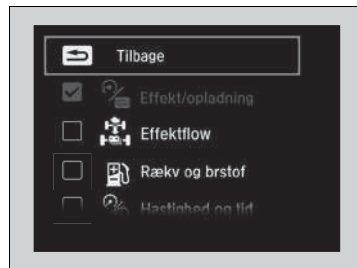 Tilbage
Effekt/opladning
Effektflow
Rækv og brstof
Hastighed og tid